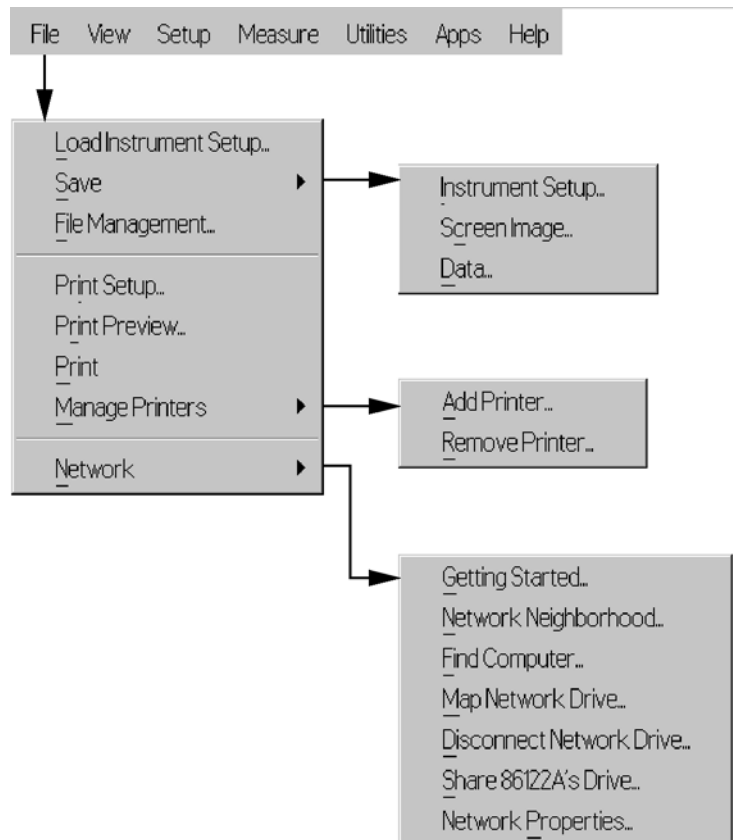 File View Setup Measure Utilities Apps Help
Load Instrument Setup...
Save
File Management...
Print Setup...
Print Preview...
Print
Manage Printers
Network
Instrument Setup...
Screen Image...
Data...
Add Printer...
Remove Printer...
Getting Started...
Network Neighborhood...
Find Computer...
Map Network Drive...
Disconnect Network Drive...
Share 86122A's Drive...
Network Properties...